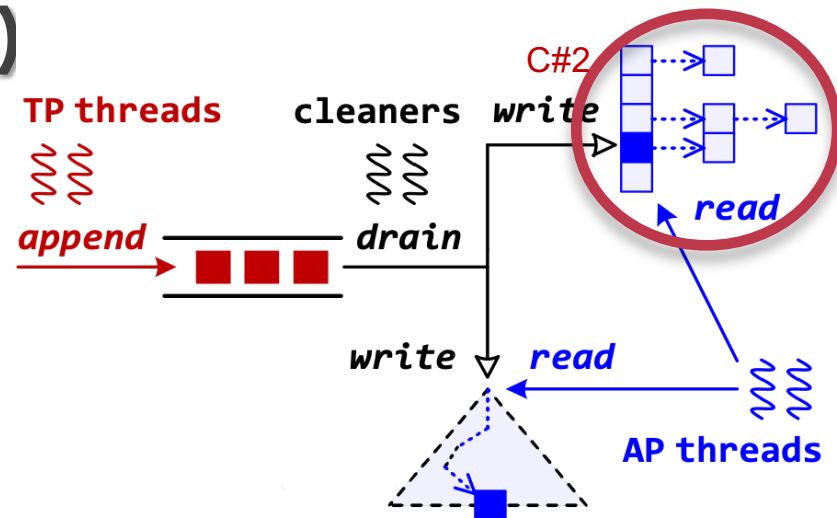 )
C#2
TP threads
cleaners
write
append
drain
read
write
read
AP threads